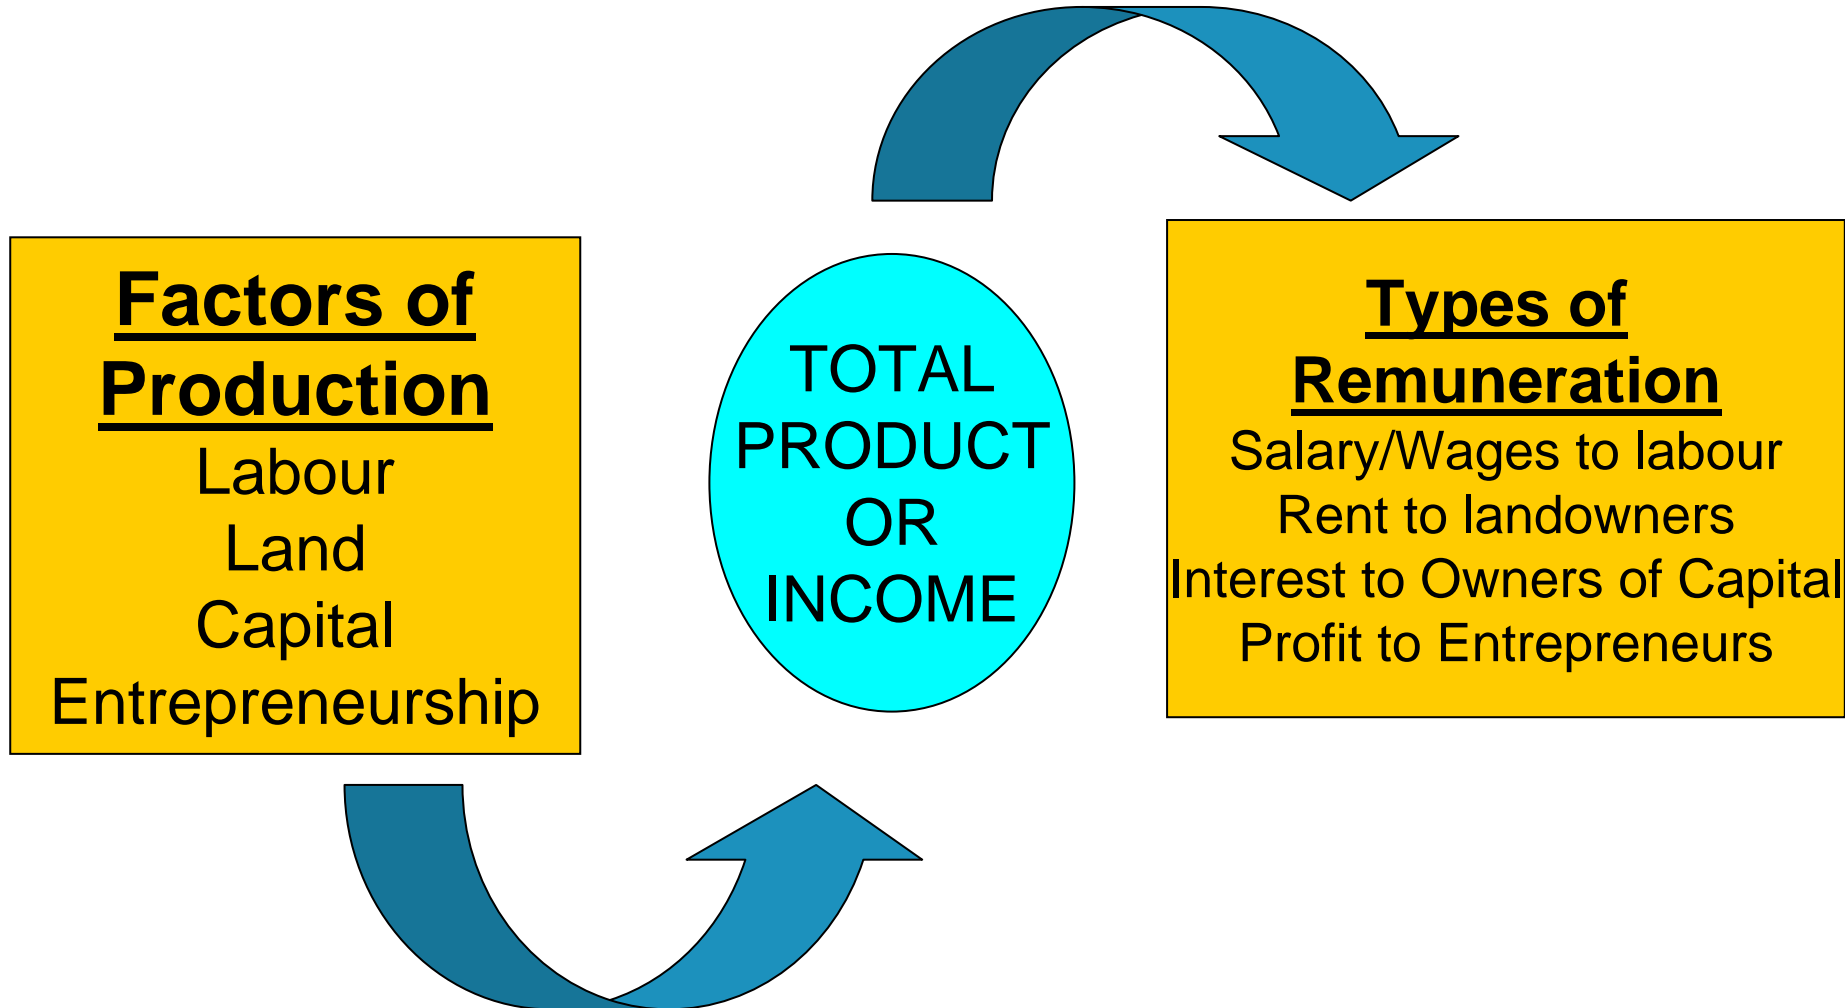 Factors of
Production
Labour
Land
Capital
Entrepreneurship
TOTAL
PRODUCT
OR
INCOME
Types of
Remuneration
Salary/Wages to labour
Rent to landowners
Interest to Owners of Capital
Profit to Entrepreneurs